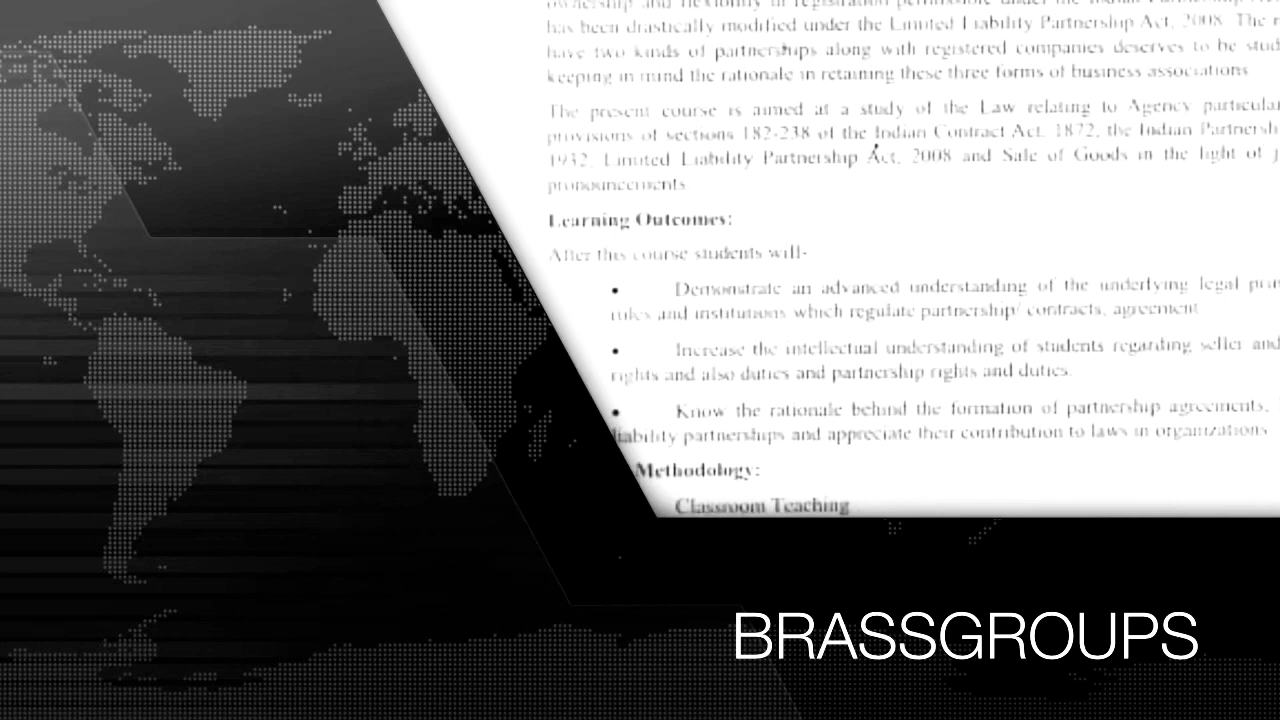 ownership and flexibility in registration permissible under the Indian Partnership
has been drastically modified under the Limited Liability Partnership Act, 2008. The
have two kinds of partnerships along with registered companies deserves to be
keeping in mind the rationale in retaining these three forms of business associations
The present course is aimed at a study of the Law relating to Agency
provisions of sections 182-238 of the Indian Contract Act, 1872, the Indian
1932, Limited Liability Partnership Act, 2008 and Sale of Goods in the light of
pronouncements.
Learning Outcomes:
After this course students will-
• Demonstrate an advanced understanding of the underlying legal
rules and institutions which regulate partnership/ contracts, agreement
• Increase the intellectual understanding of students regarding seller and
rights and also duties and partnership rights and duties.
• Know the rationale behind the formation of partnership agreements,
liability partnerships and appreciate their contribution to laws in organizations
Methodology:
Classroom Teaching
BRASSGROUPS